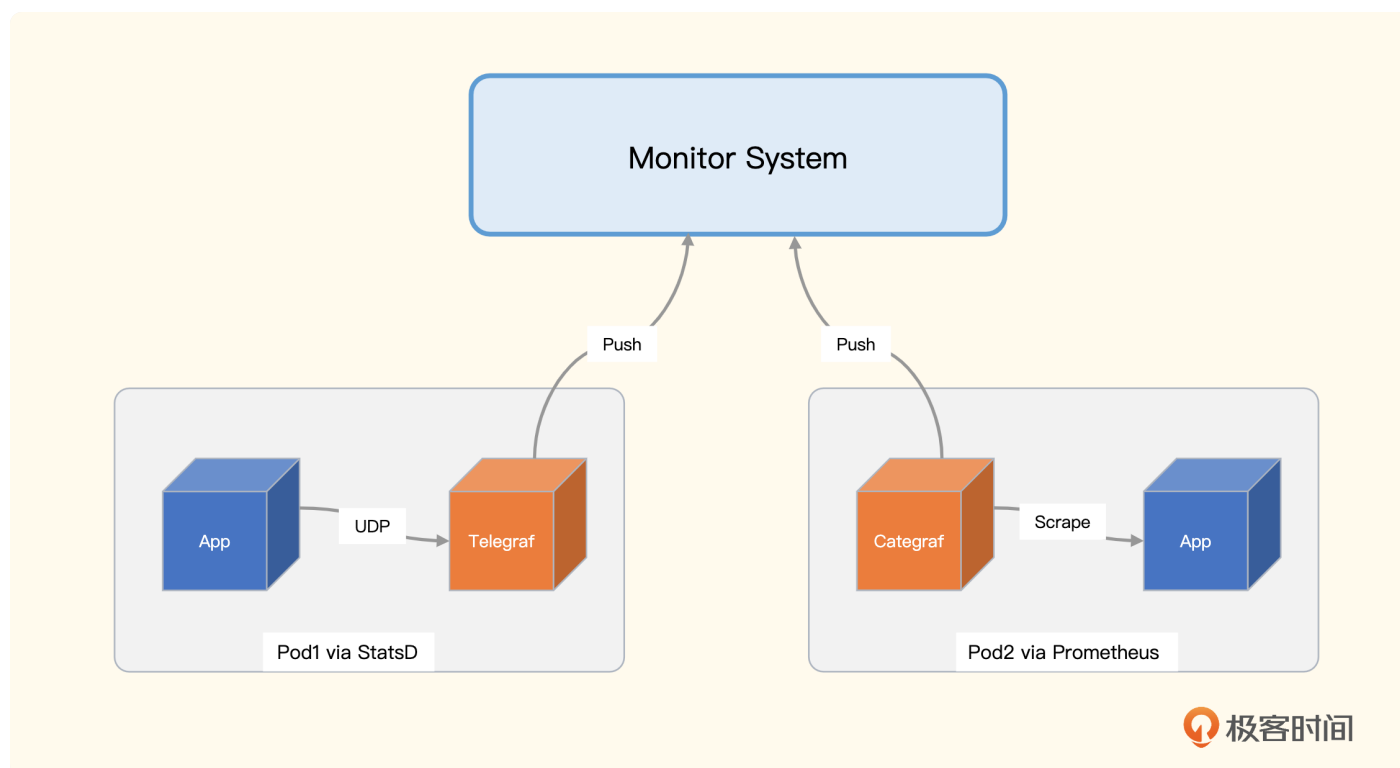 Monitor System
Push
Push
App
UDP
Telegraf
Categraf
Scrape
App
Pod1 via StatsD
Pod2 via Prometheus
极客时间